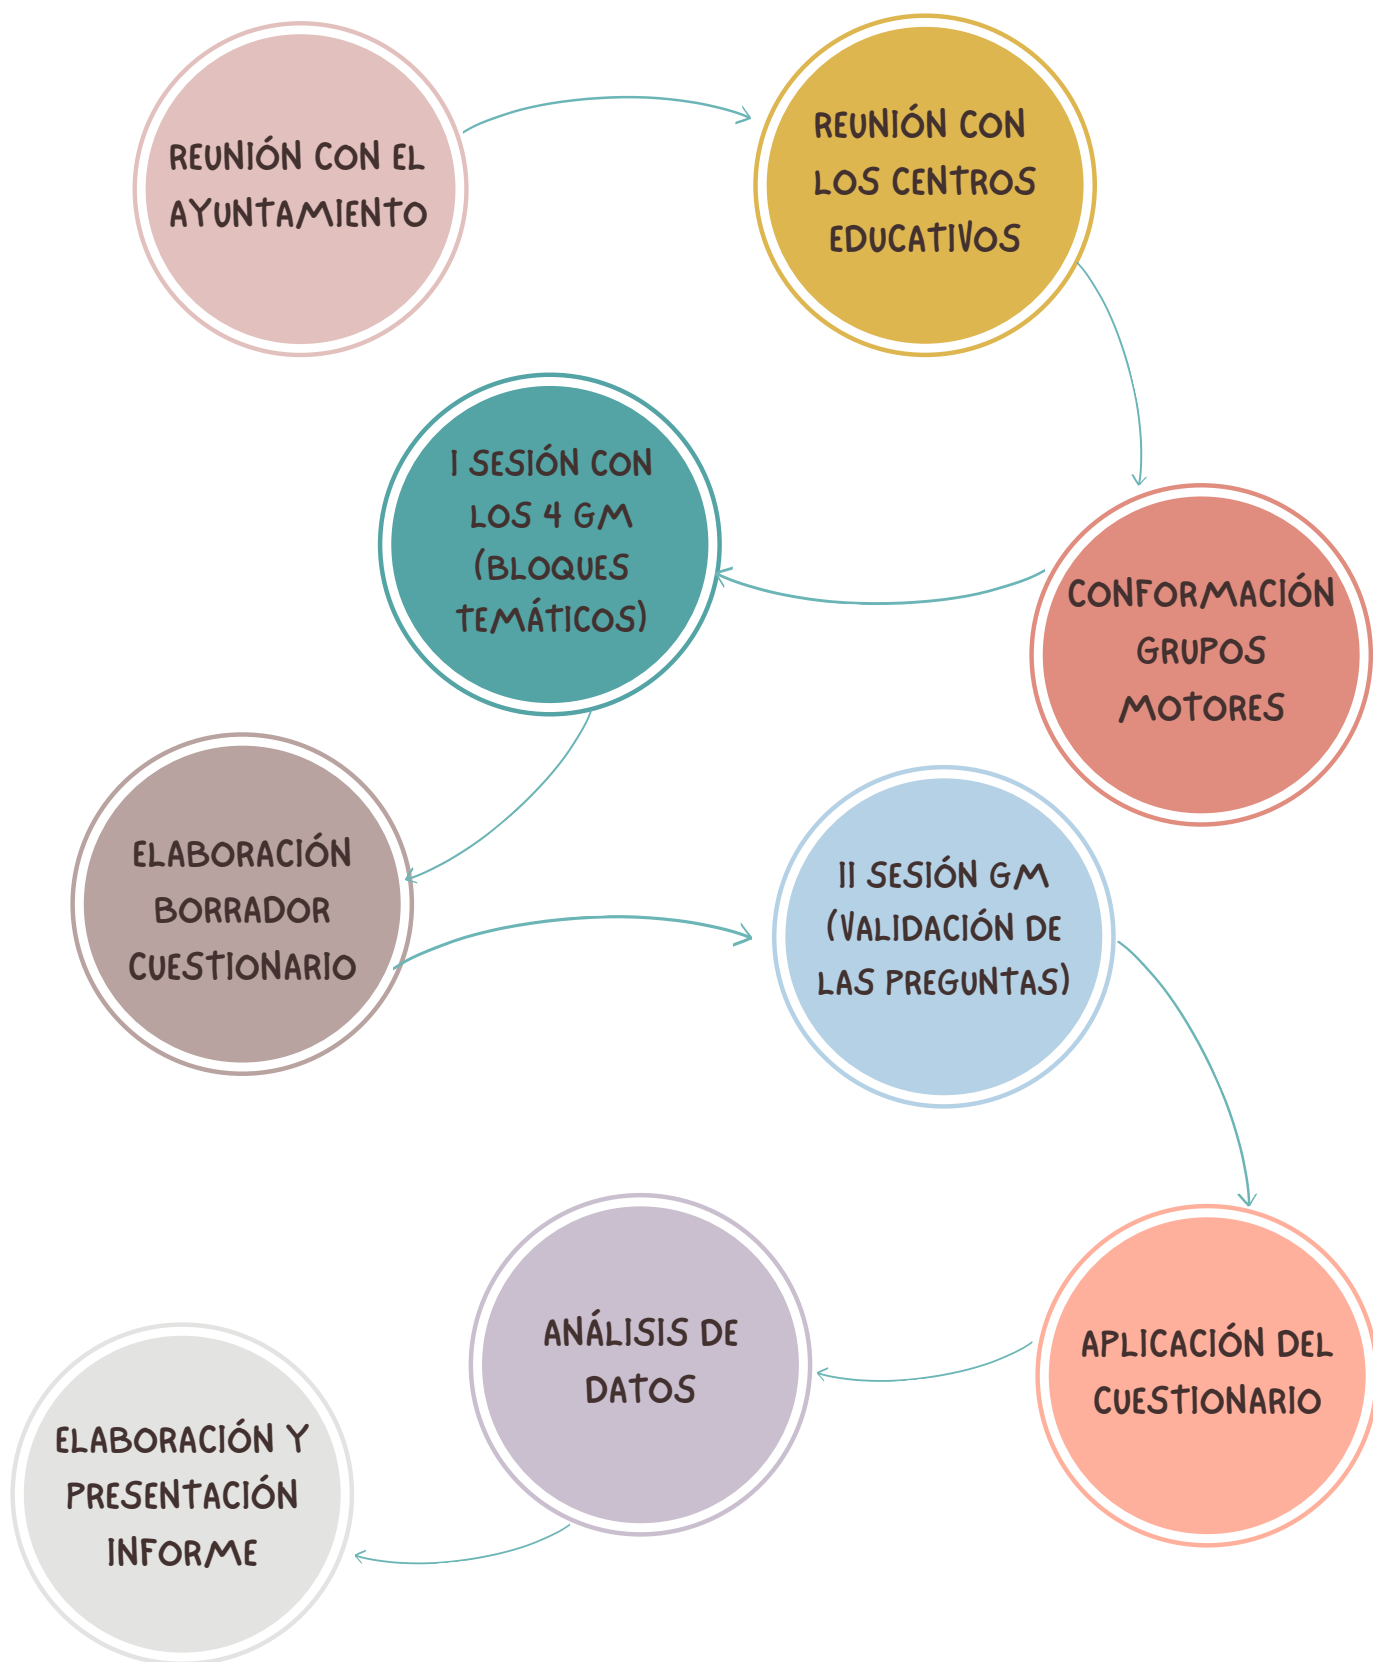 REUNIÓN CON EL
AYUNTAMIENTO
REUNIÓN CON
LOS CENTROS
EDUCATIVOS
CONFORMACIÓN
GRUPOS
MOTORES
I SESIÓN CON
LOS 4 GM
(BLOQUES
TEMÁTICOS)
ELABORACIÓN
BORRADOR
CUESTIONARIO
II SESIÓN GM
(VALIDACIÓN DE
LAS PREGUNTAS)
APLICACIÓN DEL
CUESTIONARIO
ANÁLISIS DE
DATOS
ELABORACIÓN Y
PRESENTACIÓN
INFORME